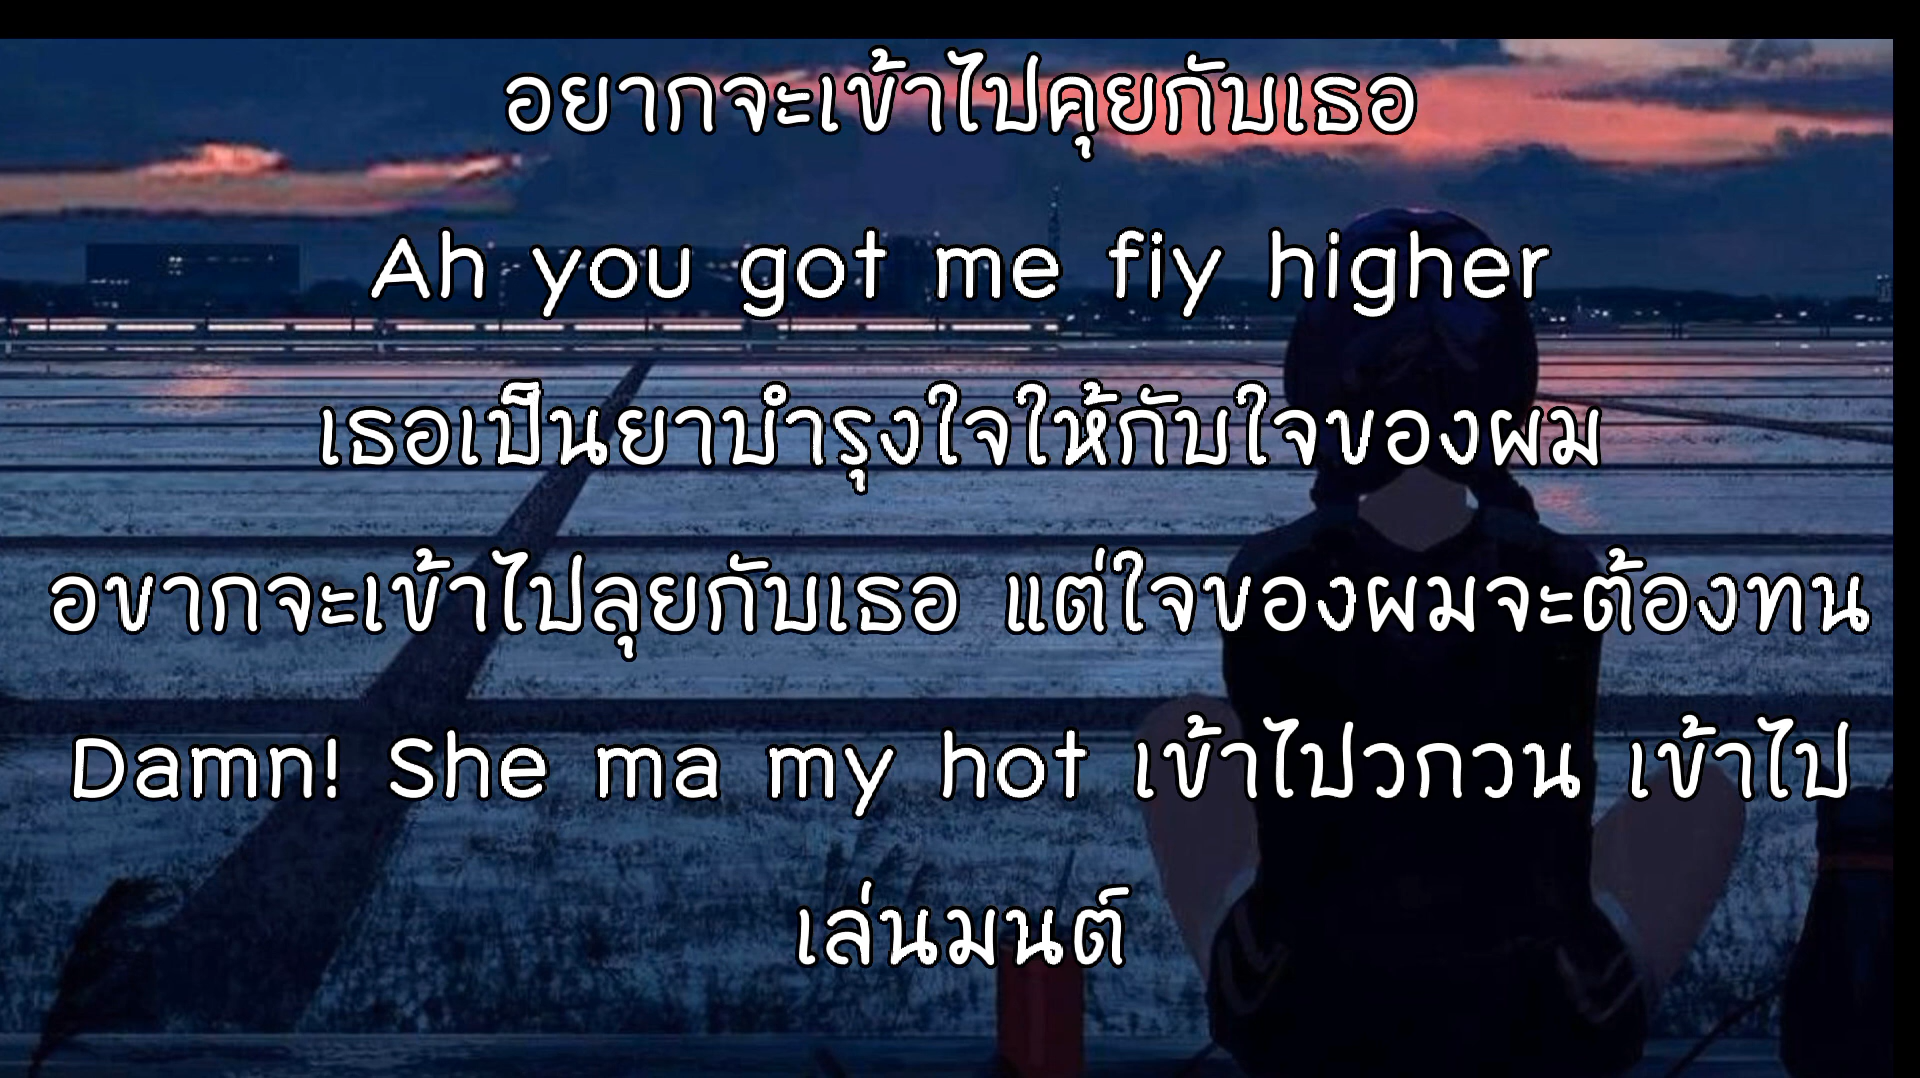 อยากจะเข้าไปคุยกับเธอ
Ah you got me fiy higher
เธอเป็นยาบำรุงใจให้กับใจของผม
อขากจะเข้าไปลุยกับเธอ แต่ใจของผมจะต้องทน
Damn! She ma my hot เข้าไปวกวน เข้าไป
เล่นมนต์